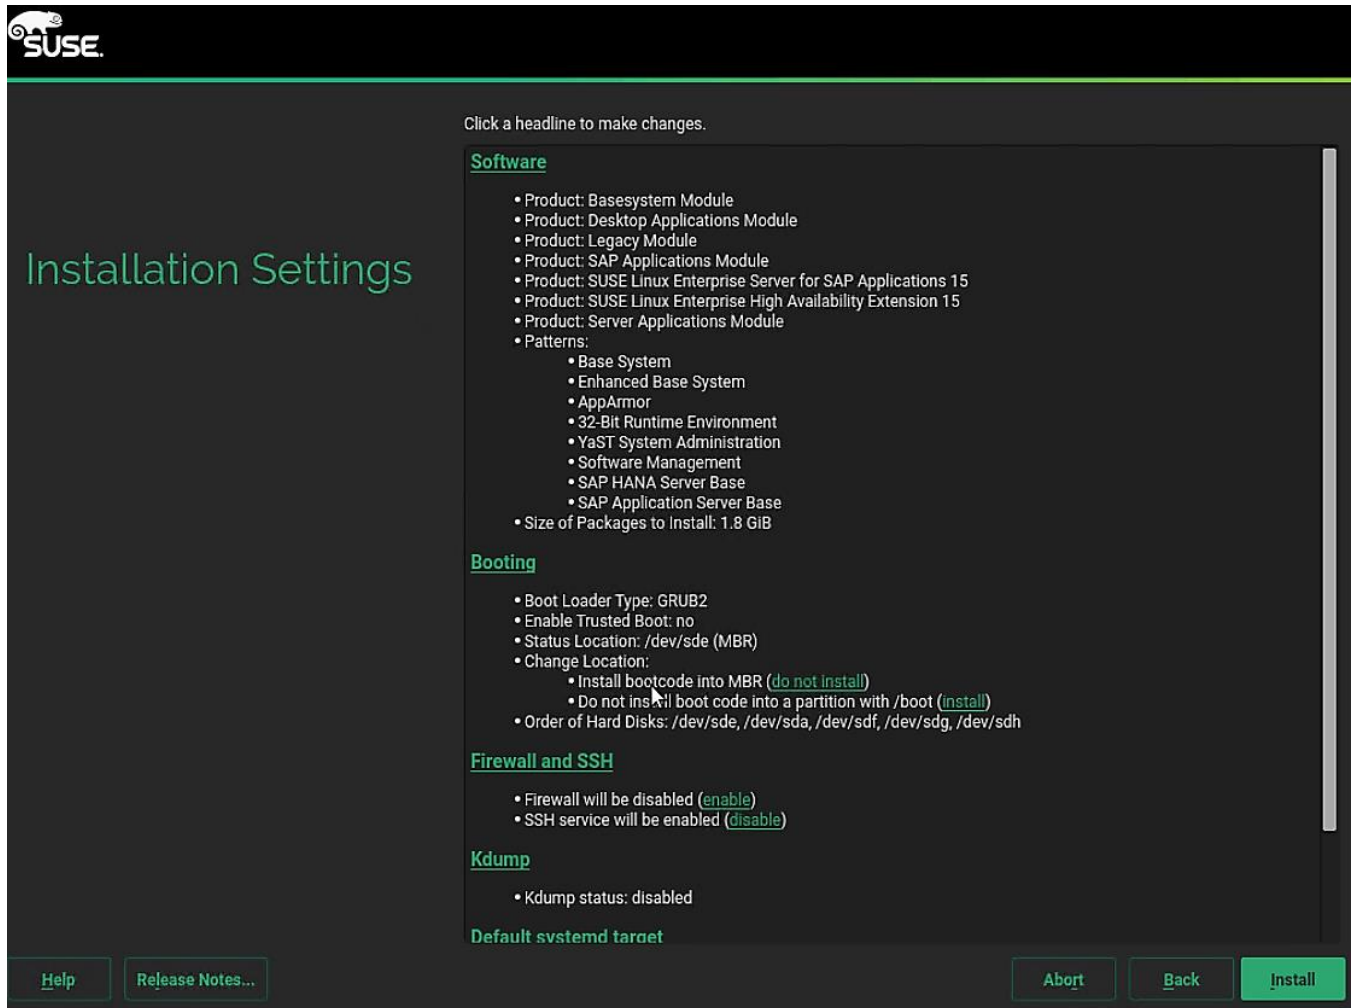 SUSE.
Click a headline to make changes.
Software
• Product: Basesystem Module
• Product: Desktop Applications Module
• Product: Legacy Module
• Product: SAP Applications Module
• Product: SUSE Linux Enterprise Server for SAP Applications 15
• Product: SUSE Linux Enterprise High Availability Extension 15
• Product: Server Applications Module
• Patterns:
• Base System
• Enhanced Base System
• AppArmor
• 32-Bit Runtime Environment
• YaST System Administration
• Software Management
• SAP HANA Server Base
• SAP Application Server Base
• Size of Packages to Install: 1.8 GiB
Installation Settings
Booting
• Boot Loader Type: GRUB2
• Enable Trusted Boot: no
• Status Location: /dev/sde (MBR)
• Change Location:
• Install bootcode into MBR (do not install)
• Do not install boot code into a partition with /boot (install)
• Order of Hard Disks: /dev/sde, /dev/sda, /dev/sdf, /dev/sdg, /dev/sdh
Firewall and SSH
• Firewall will be disabled (enable)
• SSH service will be enabled (disable)
Kdump
• Kdump status: disabled
Default systemd target
Help
Release Notes...
Abort
Back
Install